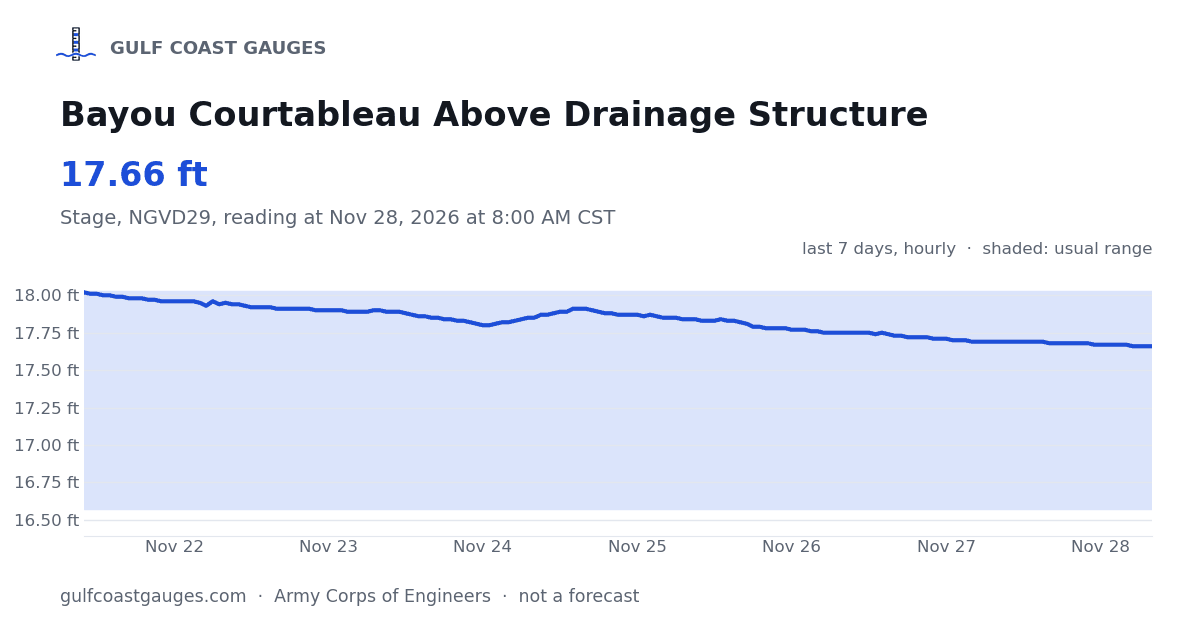 GULF COAST GAUGES
Bayou Courtableau Above Drainage Structure
17.66 ft
Stage, NGVD29, reading at Nov 28, 2026 at 8:00 AM CST
last 7 days, hourly · shaded: usual range
18.00 ft
17.75 ft
17.50 ft
17.25 ft
17.00 ft
16.75 ft
16.50 ft
Nov 22 Nov 23 Nov 24 Nov 25 Nov 26 Nov 27 Nov 28
gulfcoastgauges.com · Army Corps of Engineers · not a forecast